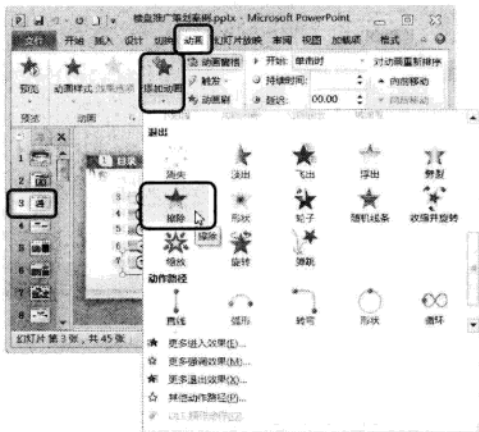 楼盘推广策划案例.pptx - Microsoft PowerPoint
文件 开始 插入 设计 切换 动画 幻灯片放映 审阅 视图 加载项 格式
预览 动画样式 效果选项 添加动画
动画窗格
触发
动画刷
开始: 单击时
持续时间:
延迟: 00.00
对动画重新排序
向前移动
向后移动
预览 动画
退出
消失 淡出 飞出 浮出 劈裂
擦除 形状 轮子 随机线条 收缩并旋转
擦除
缩放 旋转 弹跳
动作路径
直线 弧形 转弯 形状 循环
更多进入效果(E)...
更多强调效果(M)...
更多退出效果(X)...
其他动作路径(P)...
1
2
3
4
5
6
7
8
目录
幻灯片 第 3 张，共 45 张